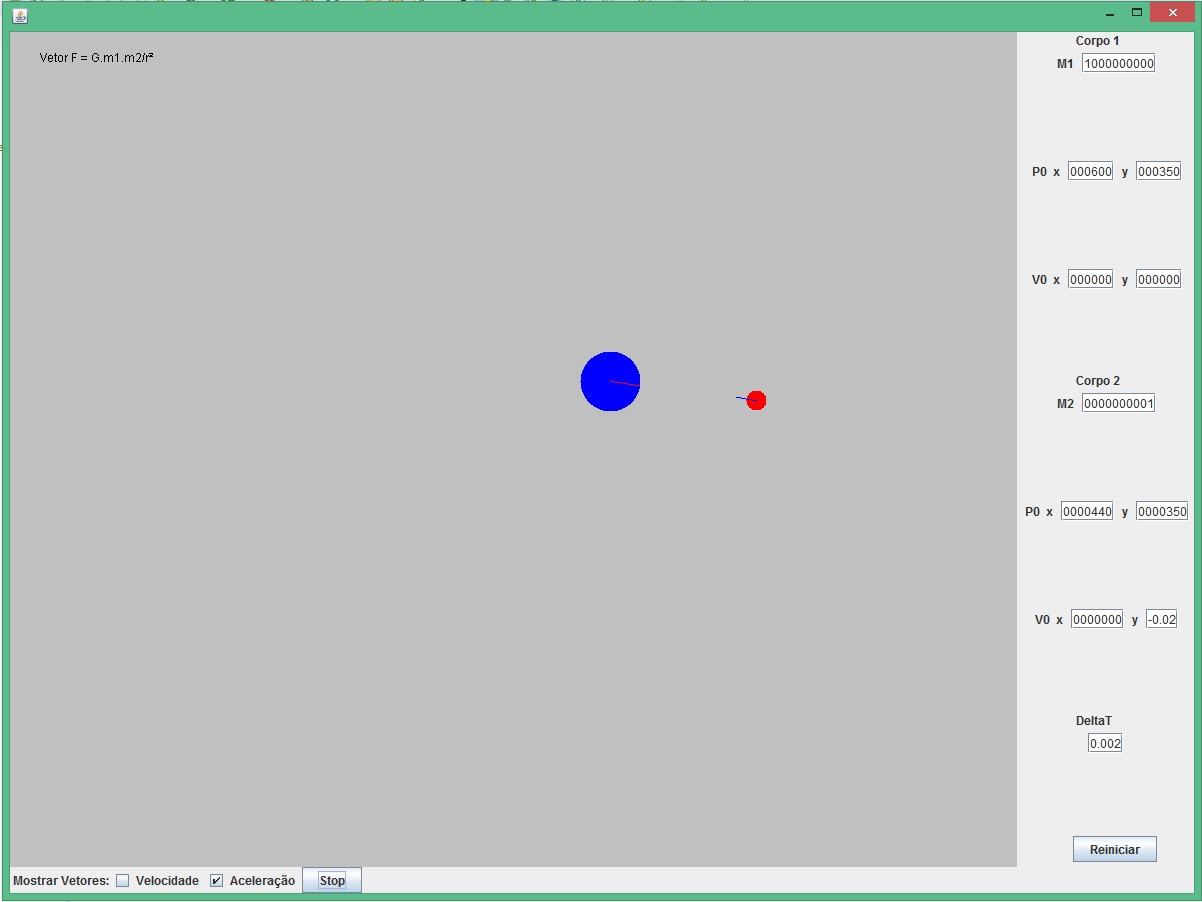 Vetor F = G.m1.m2/r²
Corpo 1
M1 1000000000
P0 x 000600 y 000350
V0 x 000000 y 000000
Corpo 2
M2 0000000001
P0 x 0000440 y 0000350
V0 x 0000000 y -0.02
DeltaT
0.002
Reiniciar
Mostrar Vetores: Velocidade Aceleração Stop